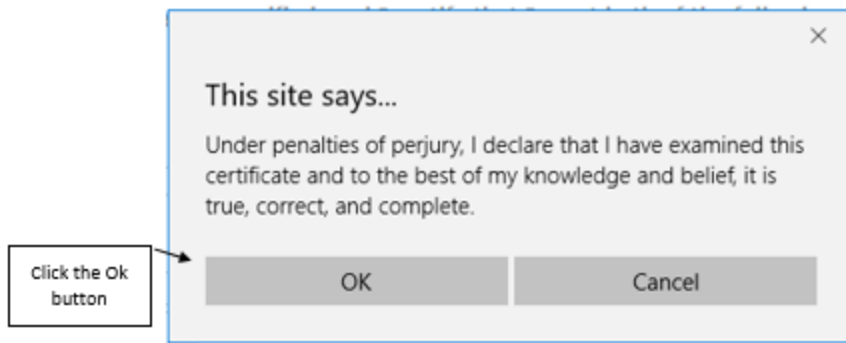 This site says...
Under penalties of perjury, I declare that I have examined this
certificate and to the best of my knowledge and belief, it is
true, correct, and complete.
Click the Ok
button
OK
Cancel